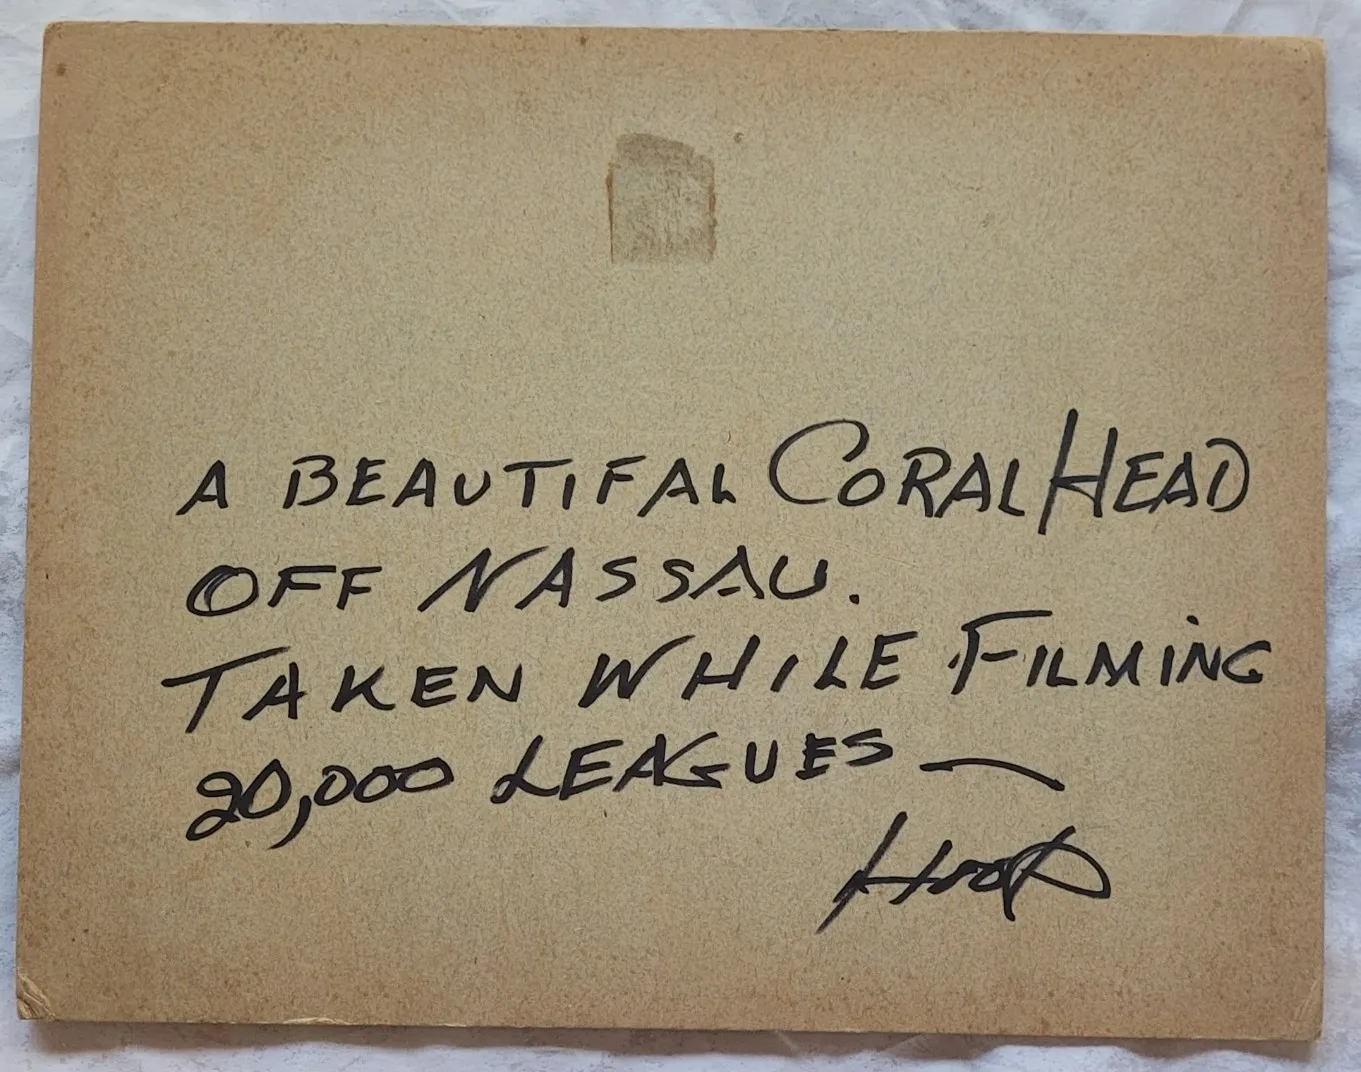 A BEAUTIFAL CORAL HEAD
OFF NASSAU.
TAKEN WHILE FILMING
20,000 LEAGUES —